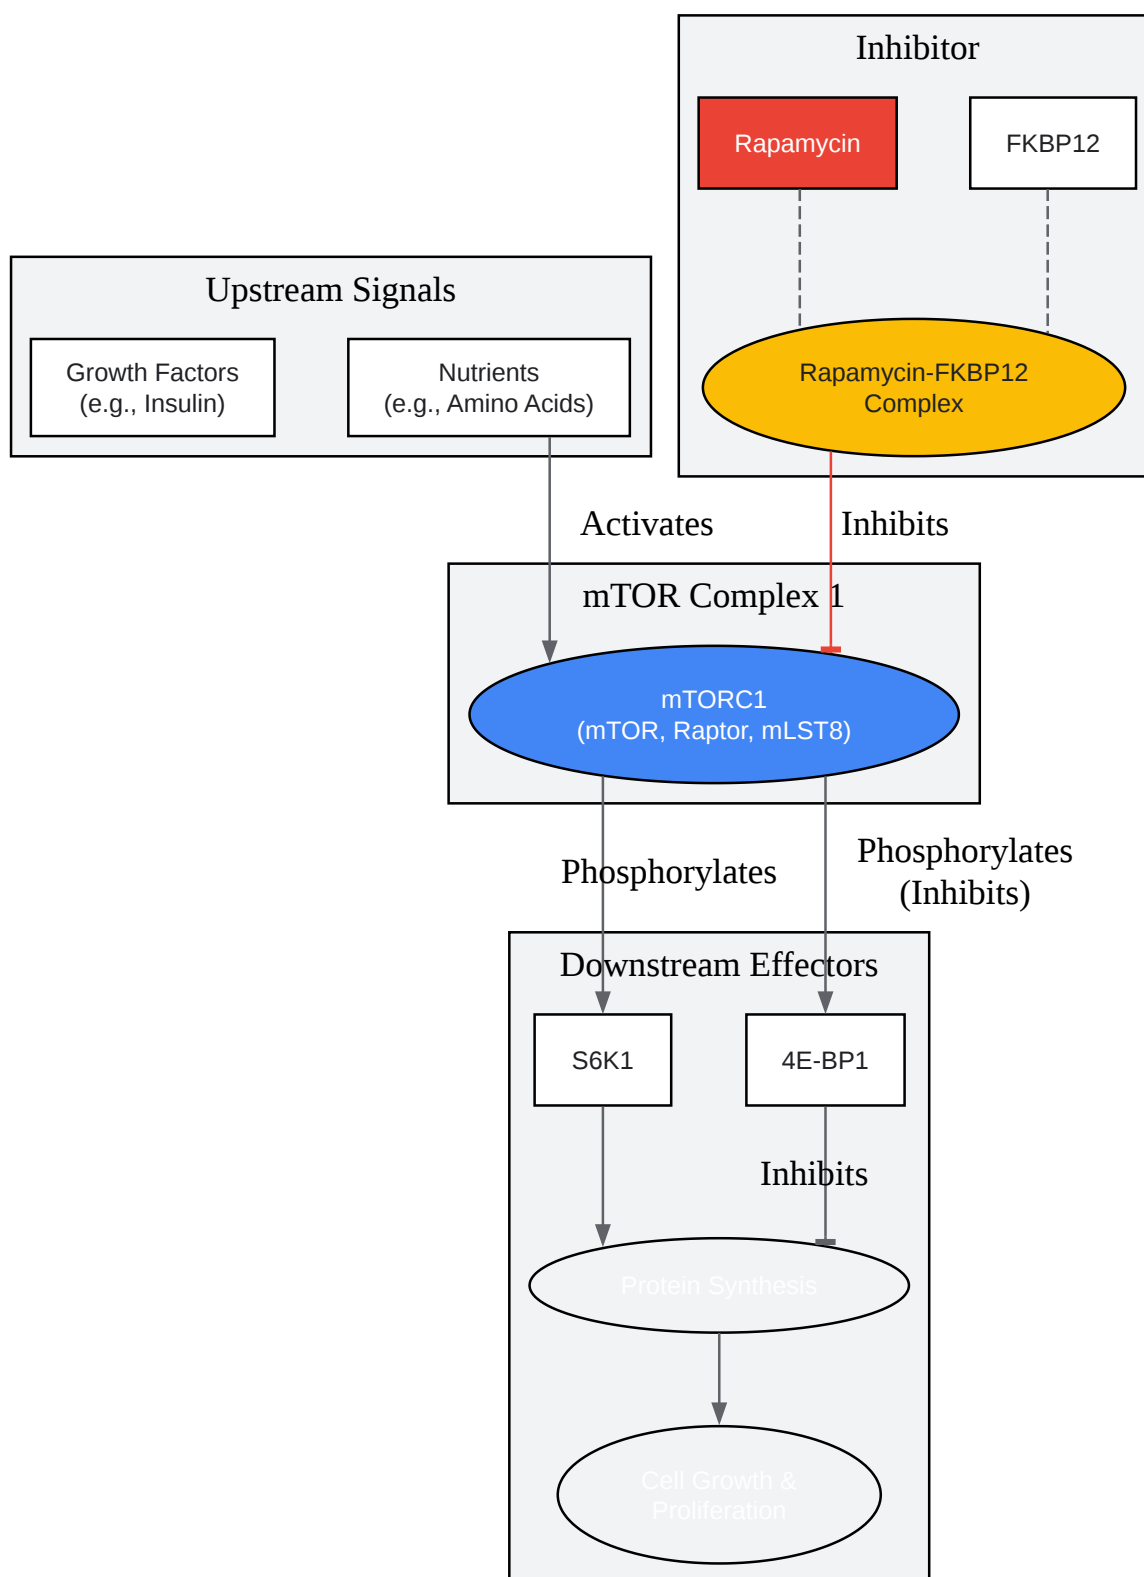 Inhibitor
Rapamycin
FKBP12
Upstream Signals
Growth Factors
(e.g., Insulin)
Nutrients
(e.g., Amino Acids)
Rapamycin-FKBP12
Complex
Activates
Inhibits
mTOR Complex 1
mTORC1
(mTOR, Raptor, mLST8)
Phosphorylates
Phosphorylates
(Inhibits)
Downstream Effectors
S6K1
4E-BP1
Inhibits
Protein Synthesis
Cell Growth &
Proliferation